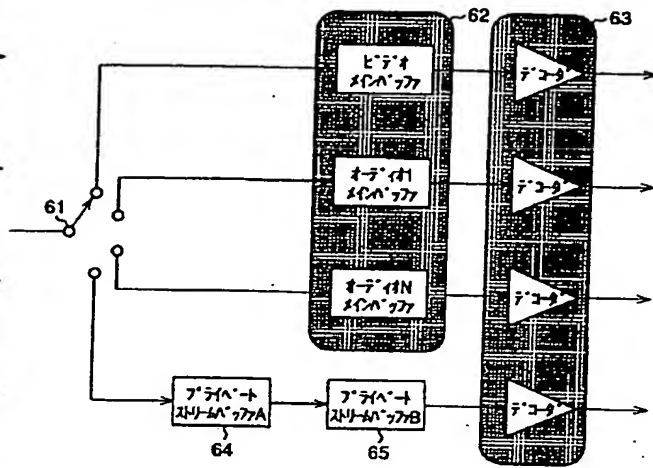 62
63
ビデオ
メインバッファ
デコーダ
オーディオ1
メインバッファ
デコーダ
61
オーディオN
メインバッファ
デコーダ
プライベート
ストリームバッファA
プライベート
ストリームバッファB
デコーダ
64
65